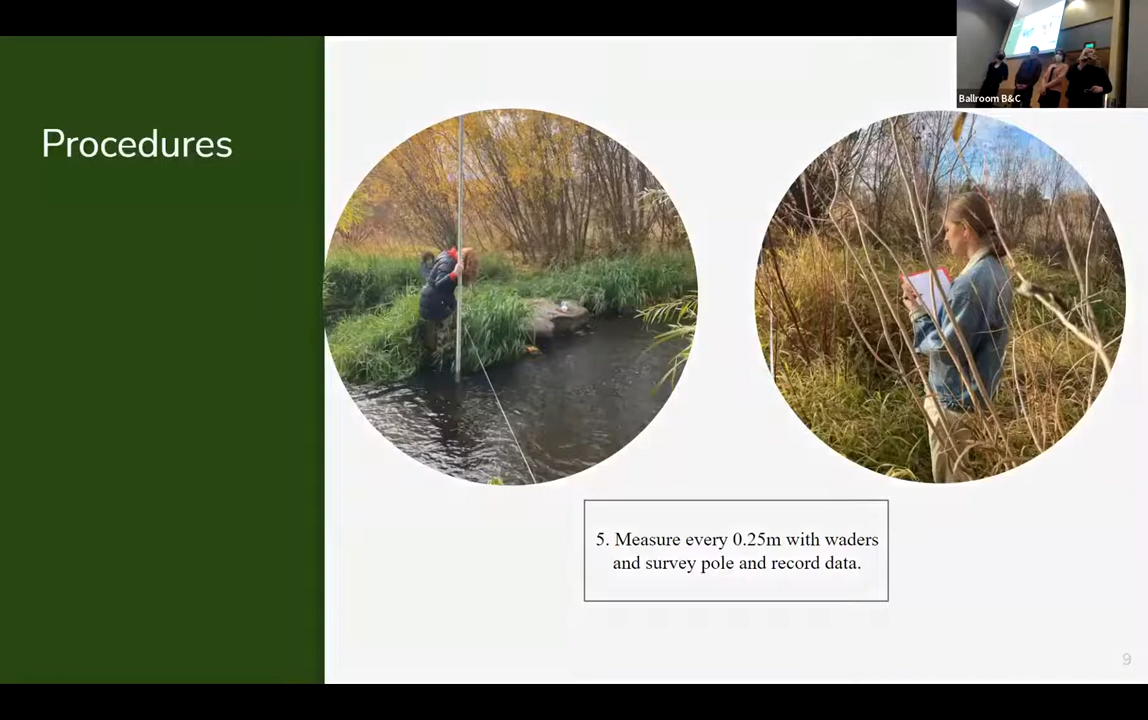 Procedures
Ballroom B&C
5. Measure every 0.25m with waders
and survey pole and record data.
9